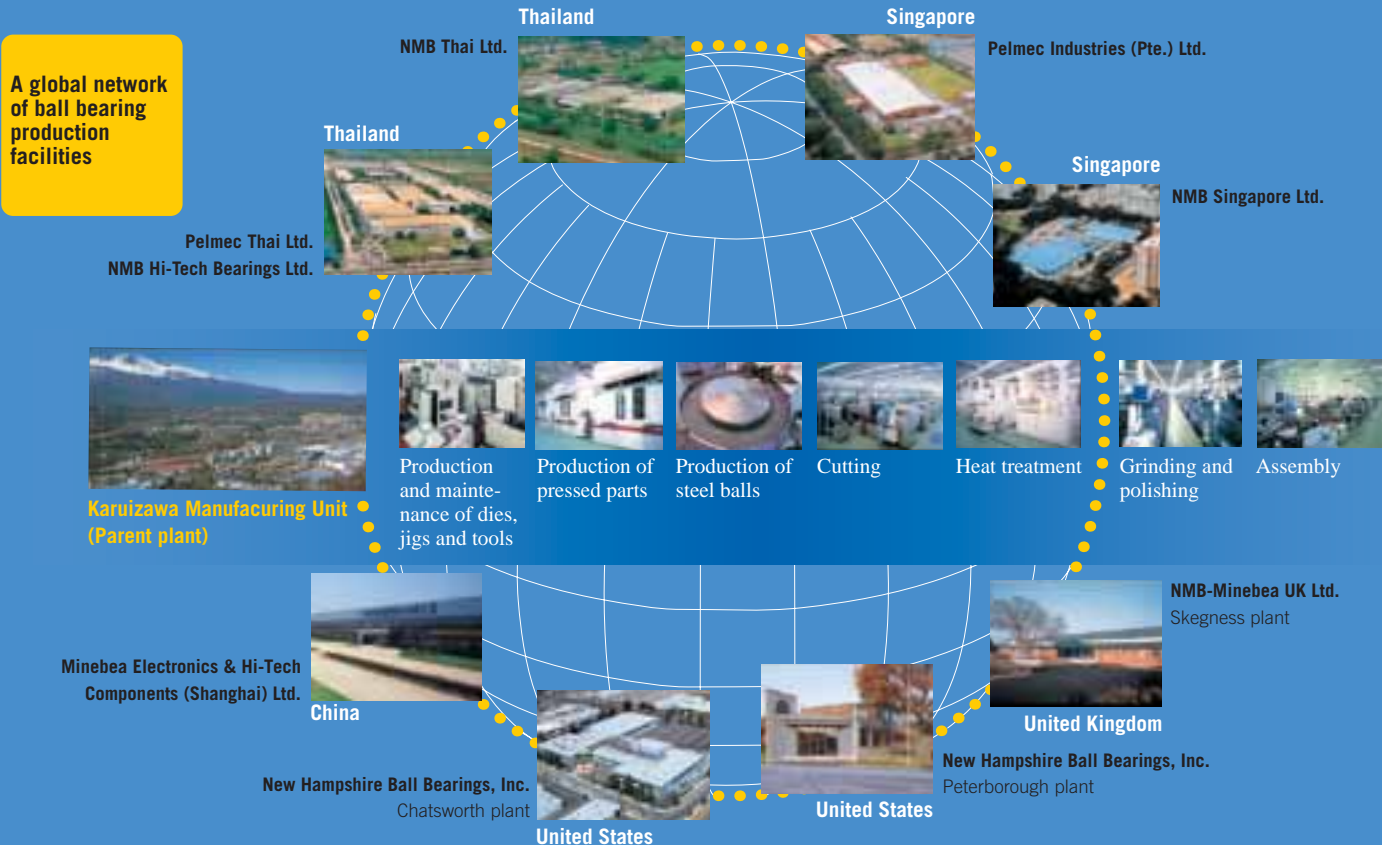 A global network
of ball bearing
production
facilities
Thailand
NMB Thai Ltd.
Singapore
Pelmec Industries (Pte.) Ltd.
Thailand
Pelmec Thai Ltd.
NMB Hi-Tech Bearings Ltd.
Singapore
NMB Singapore Ltd.
Karuizawa Manufacuring Unit
(Parent plant)
Production
and mainte-
nance of dies,
jigs and tools
Production of
pressed parts
Production of
steel balls
Cutting
Heat treatment
Grinding and
polishing
Assembly
Minebea Electronics & Hi-Tech
Components (Shanghai) Ltd.
China
New Hampshire Ball Bearings, Inc.
Chatsworth plant
United States
New Hampshire Ball Bearings, Inc.
Peterborough plant
United States
NMB-Minebea UK Ltd.
Skegness plant
United Kingdom